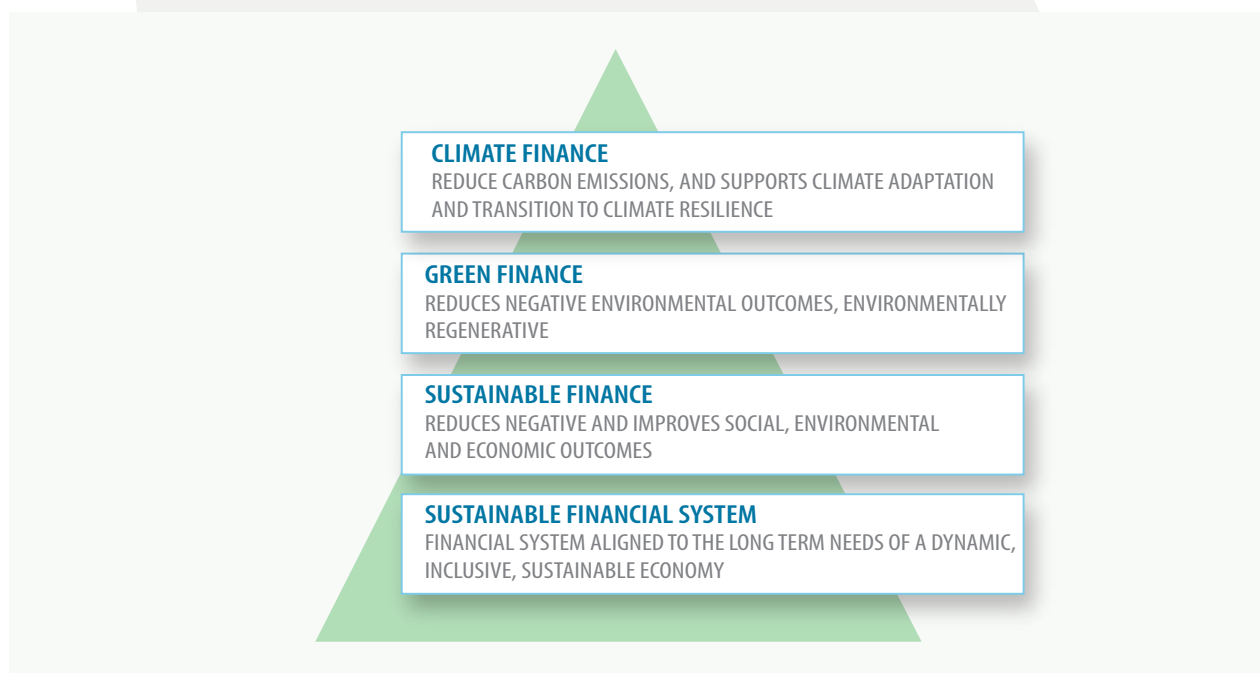 CLIMATE FINANCE
REDUCE CARBON EMISSIONS, AND SUPPORTS CLIMATE ADAPTATION
AND TRANSITION TO CLIMATE RESILIENCE
GREEN FINANCE
REDUCES NEGATIVE ENVIRONMENTAL OUTCOMES, ENVIRONMENTALLY
REGENERATIVE
SUSTAINABLE FINANCE
REDUCES NEGATIVE AND IMPROVES SOCIAL, ENVIRONMENTAL
AND ECONOMIC OUTCOMES
SUSTAINABLE FINANCIAL SYSTEM
FINANCIAL SYSTEM ALIGNED TO THE LONG TERM NEEDS OF A DYNAMIC,
INCLUSIVE, SUSTAINABLE ECONOMY